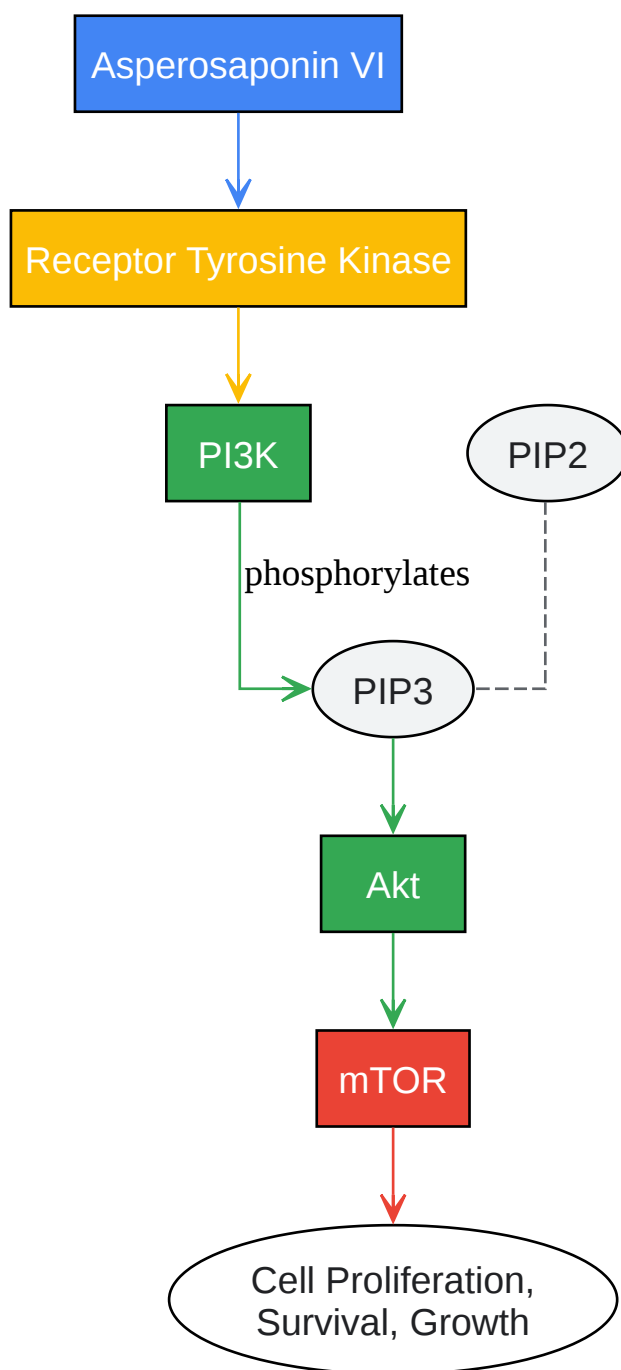 Asperosaponin VI
Receptor Tyrosine Kinase
PI3K
PIP2
phosphorylates
PIP3
Akt
mTOR
Cell Proliferation,
Survival, Growth